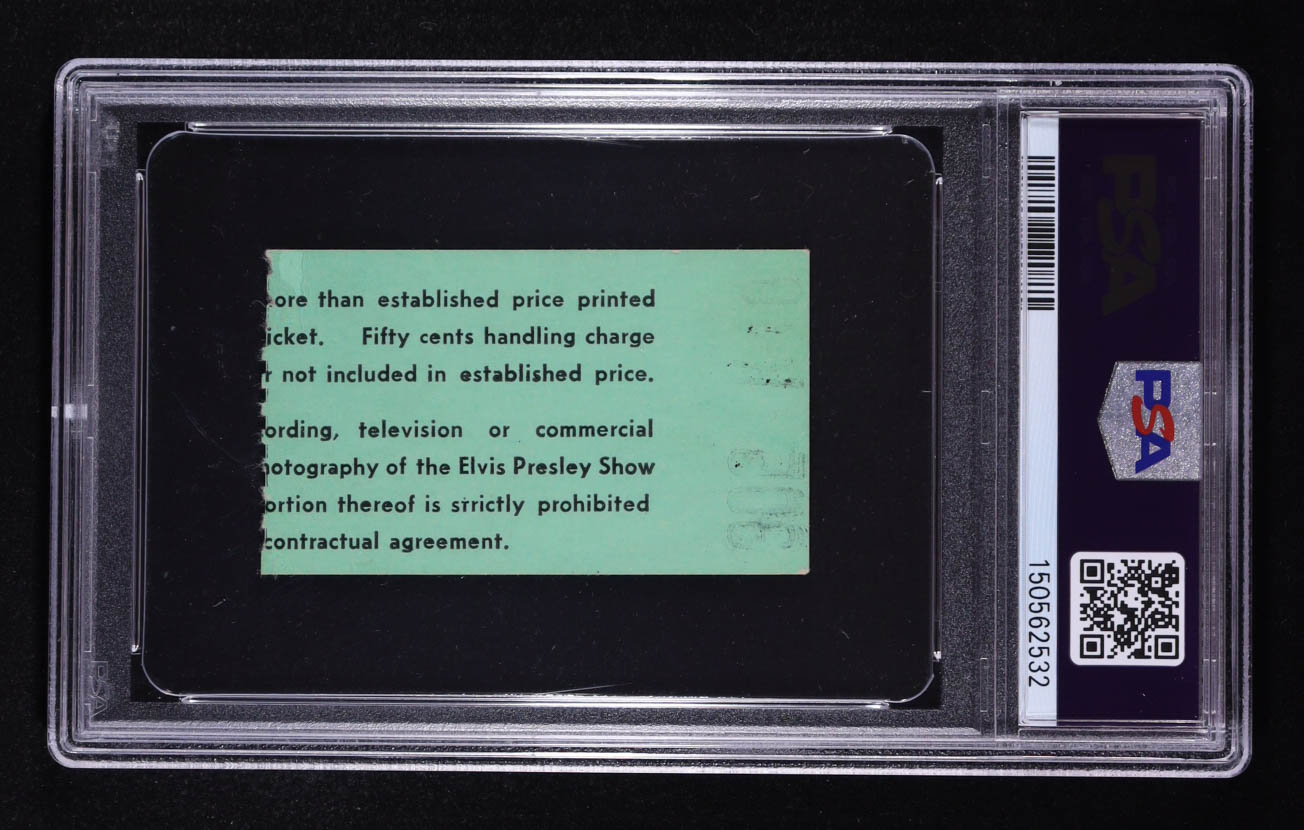 ore than established price printed
icket. Fifty cents handling charge
r not included in established price.
ording, television or commercial
hotography of the Elvis Presley Show
ortion thereof is strictly prohibited
contractual agreement.
PSA
PSA
150562532